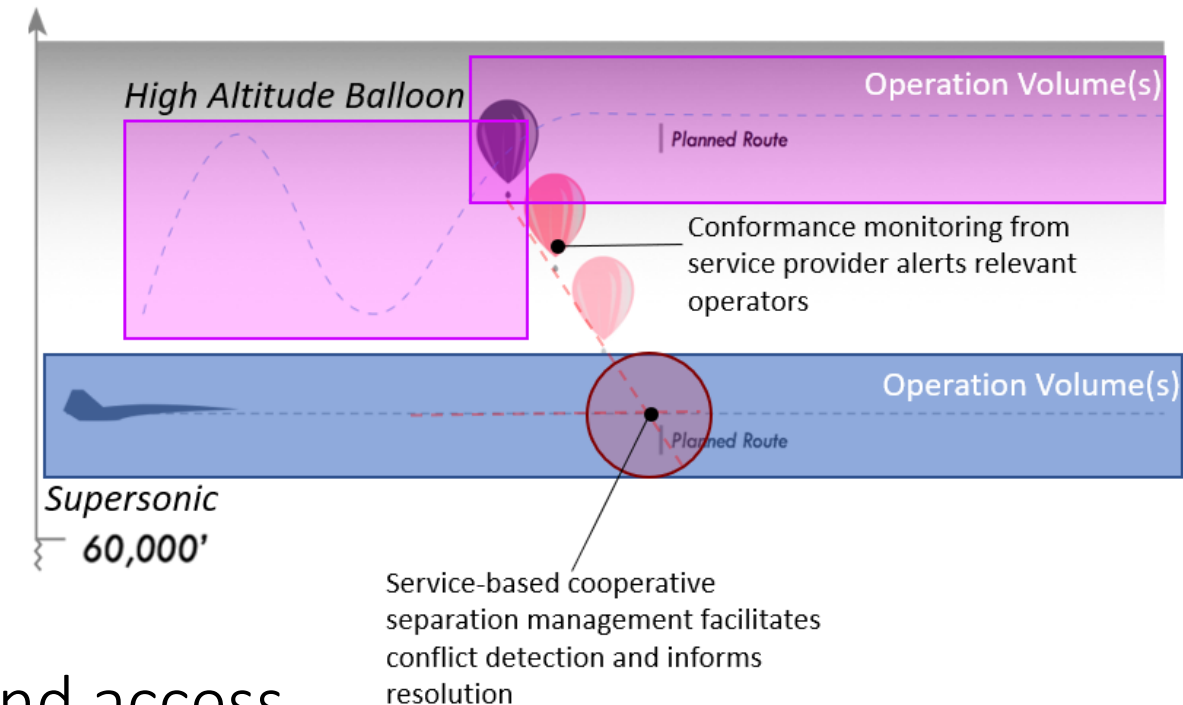 High Altitude Balloon
Operation Volume(s)
Planned Route
Conformance monitoring from
service provider alerts relevant
operators
Operation Volume(s)
Planned Route
Supersonic
60,000’
Service-based cooperative
separation management facilitates
conflict detection and informs
resolution
access